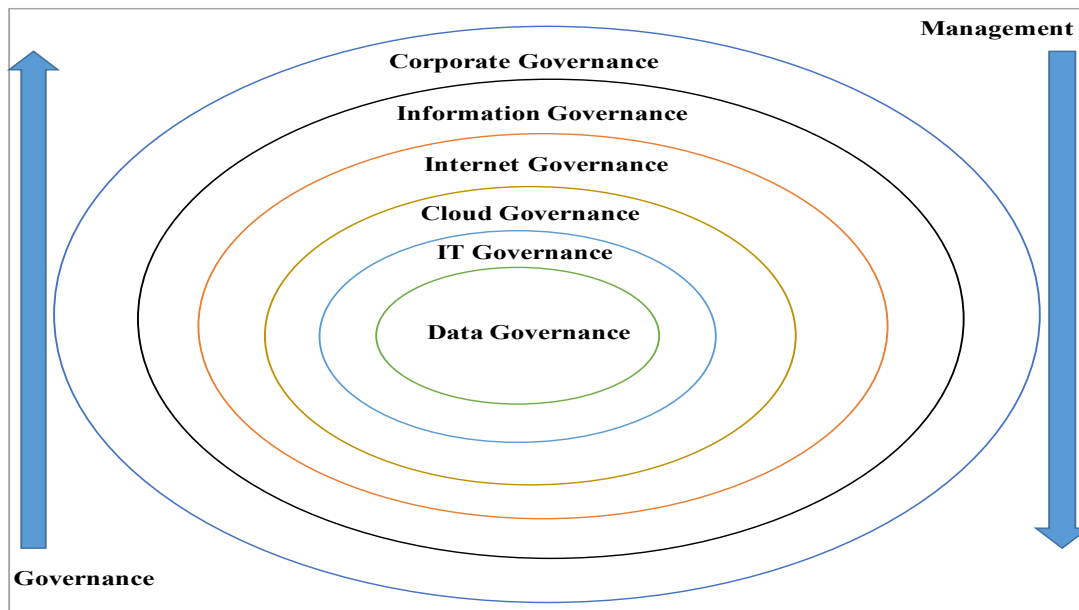 Management
Corporate Governance
Information Governance
Internet Governance
Cloud Governance
IT Governance
Data Governance
Governance